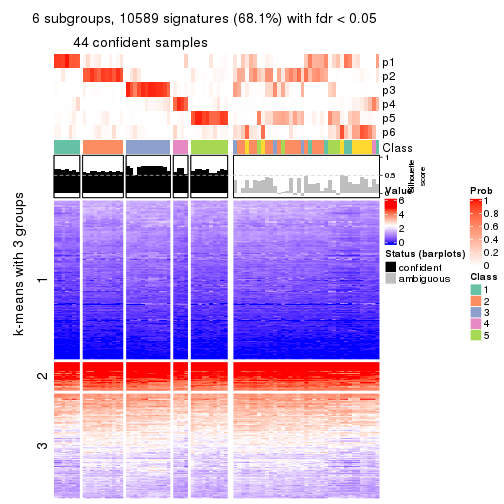 6 subgroups, 10589 signatures (68.1%) with fdr < 0.05
44 confident samples
p1
p2
p3
p4
p5
p6
Class
1
0.5
0
Silhouette
score
k-means with 3 groups
1
2
3
Value
6
4
2
0
Status (barplots)
confident
ambiguous
Prob
1
0.8
0.6
0.4
0.2
0
Class
1
2
3
4
5